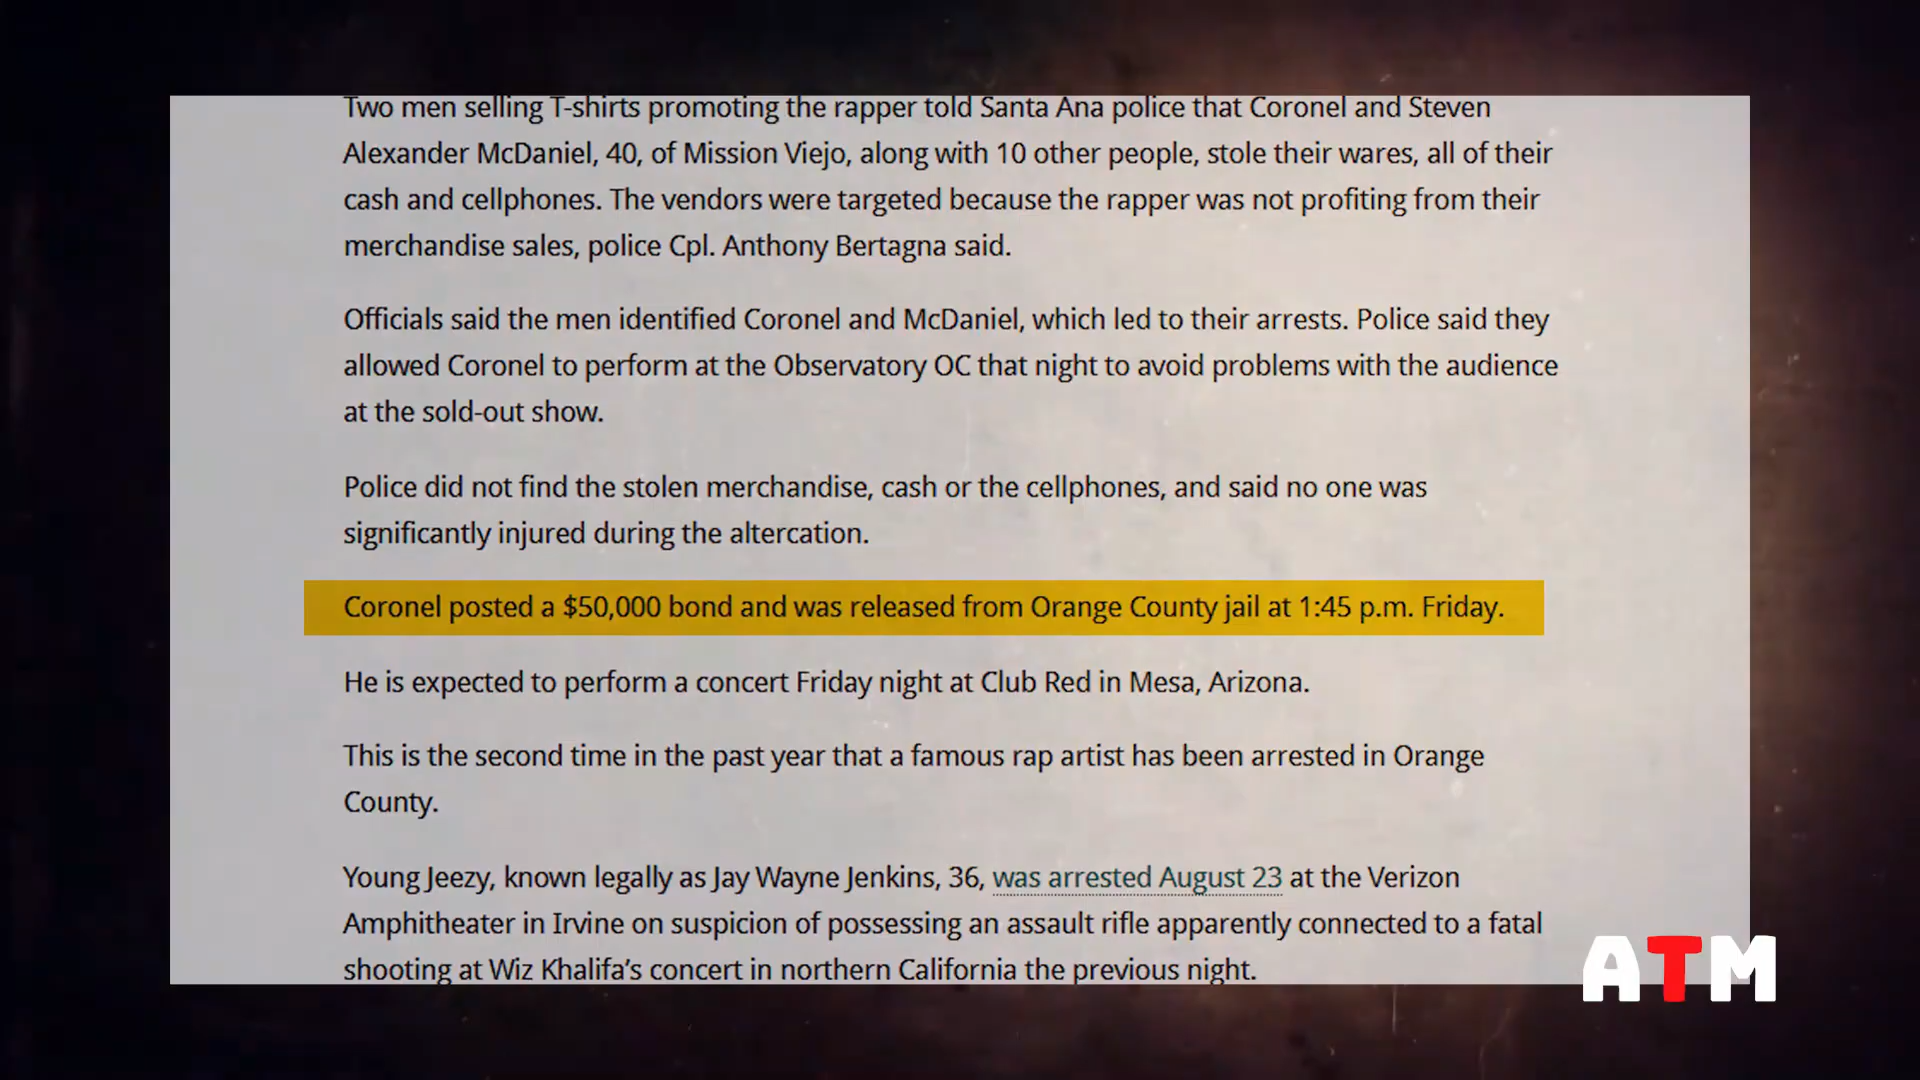 Two men selling T-shirts promoting the rapper told Santa Ana police that Coronel and Steven
Alexander McDaniel, 40, of Mission Viejo, along with 10 other people, stole their wares, all of their
cash and cellphones. The vendors were targeted because the rapper was not profiting from their
merchandise sales, police Cpl. Anthony Bertagna said.
Officials said the men identified Coronel and McDaniel, which led to their arrests. Police said they
allowed Coronel to perform at the Observatory OC that night to avoid problems with the audience
at the sold-out show.
Police did not find the stolen merchandise, cash or the cellphones, and said no one was
significantly injured during the altercation.
Coronel posted a $50,000 bond and was released from Orange County jail at 1:45 p.m. Friday.
He is expected to perform a concert Friday night at Club Red in Mesa, Arizona.
This is the second time in the past year that a famous rap artist has been arrested in Orange
County.
Young Jeezy, known legally as Jay Wayne Jenkins, 36, was arrested August 23 at the Verizon
Amphitheater in Irvine on suspicion of possessing an assault rifle apparently connected to a fatal
shooting at Wiz Khalifa’s concert in northern California the previous night.
ATM